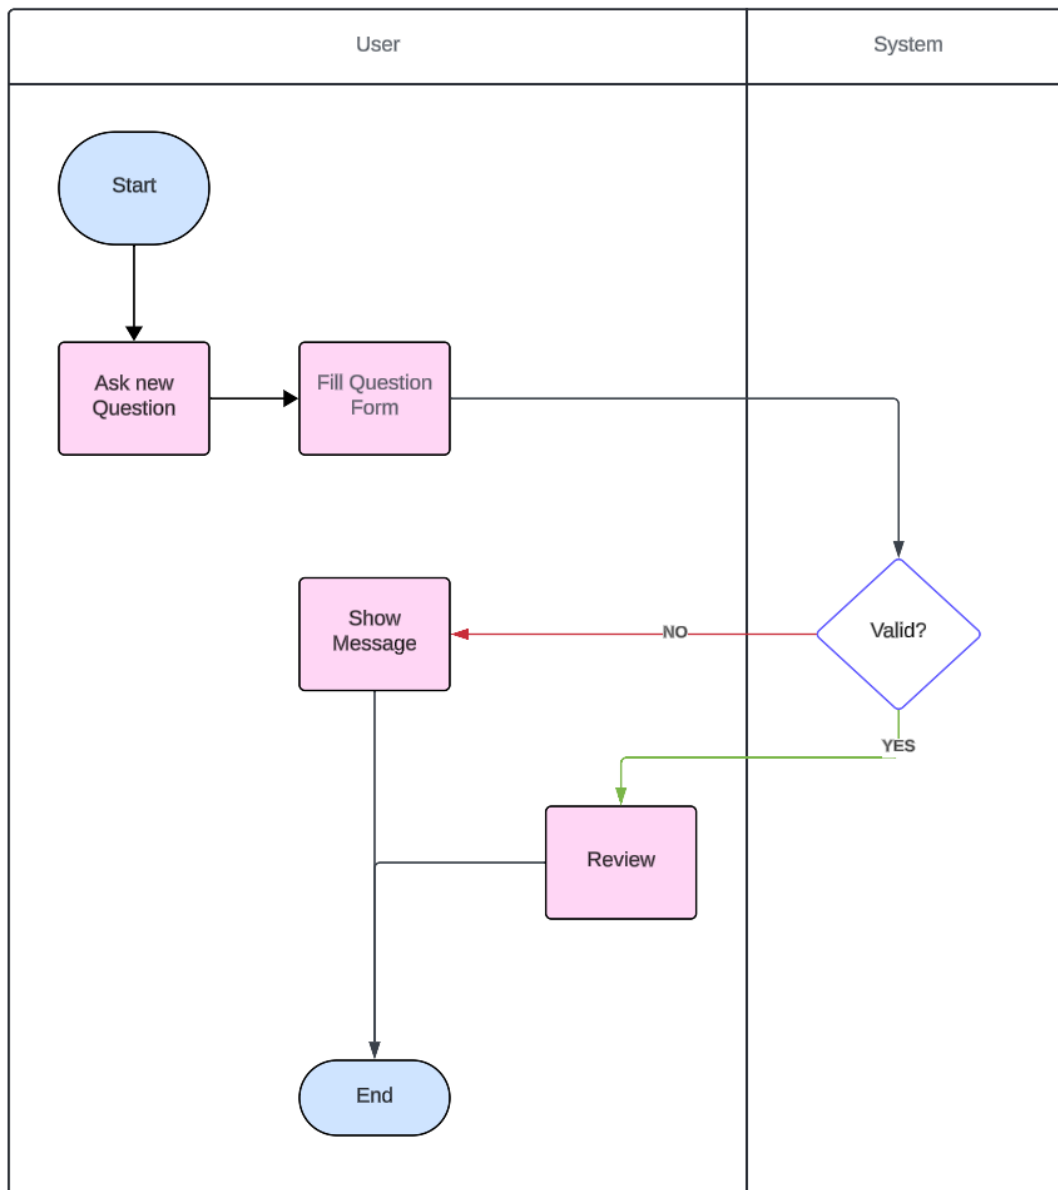 User
System
Start
Ask new
Question
Fill Question
Form
Show
Message
NO
Valid?
YES
Review
End